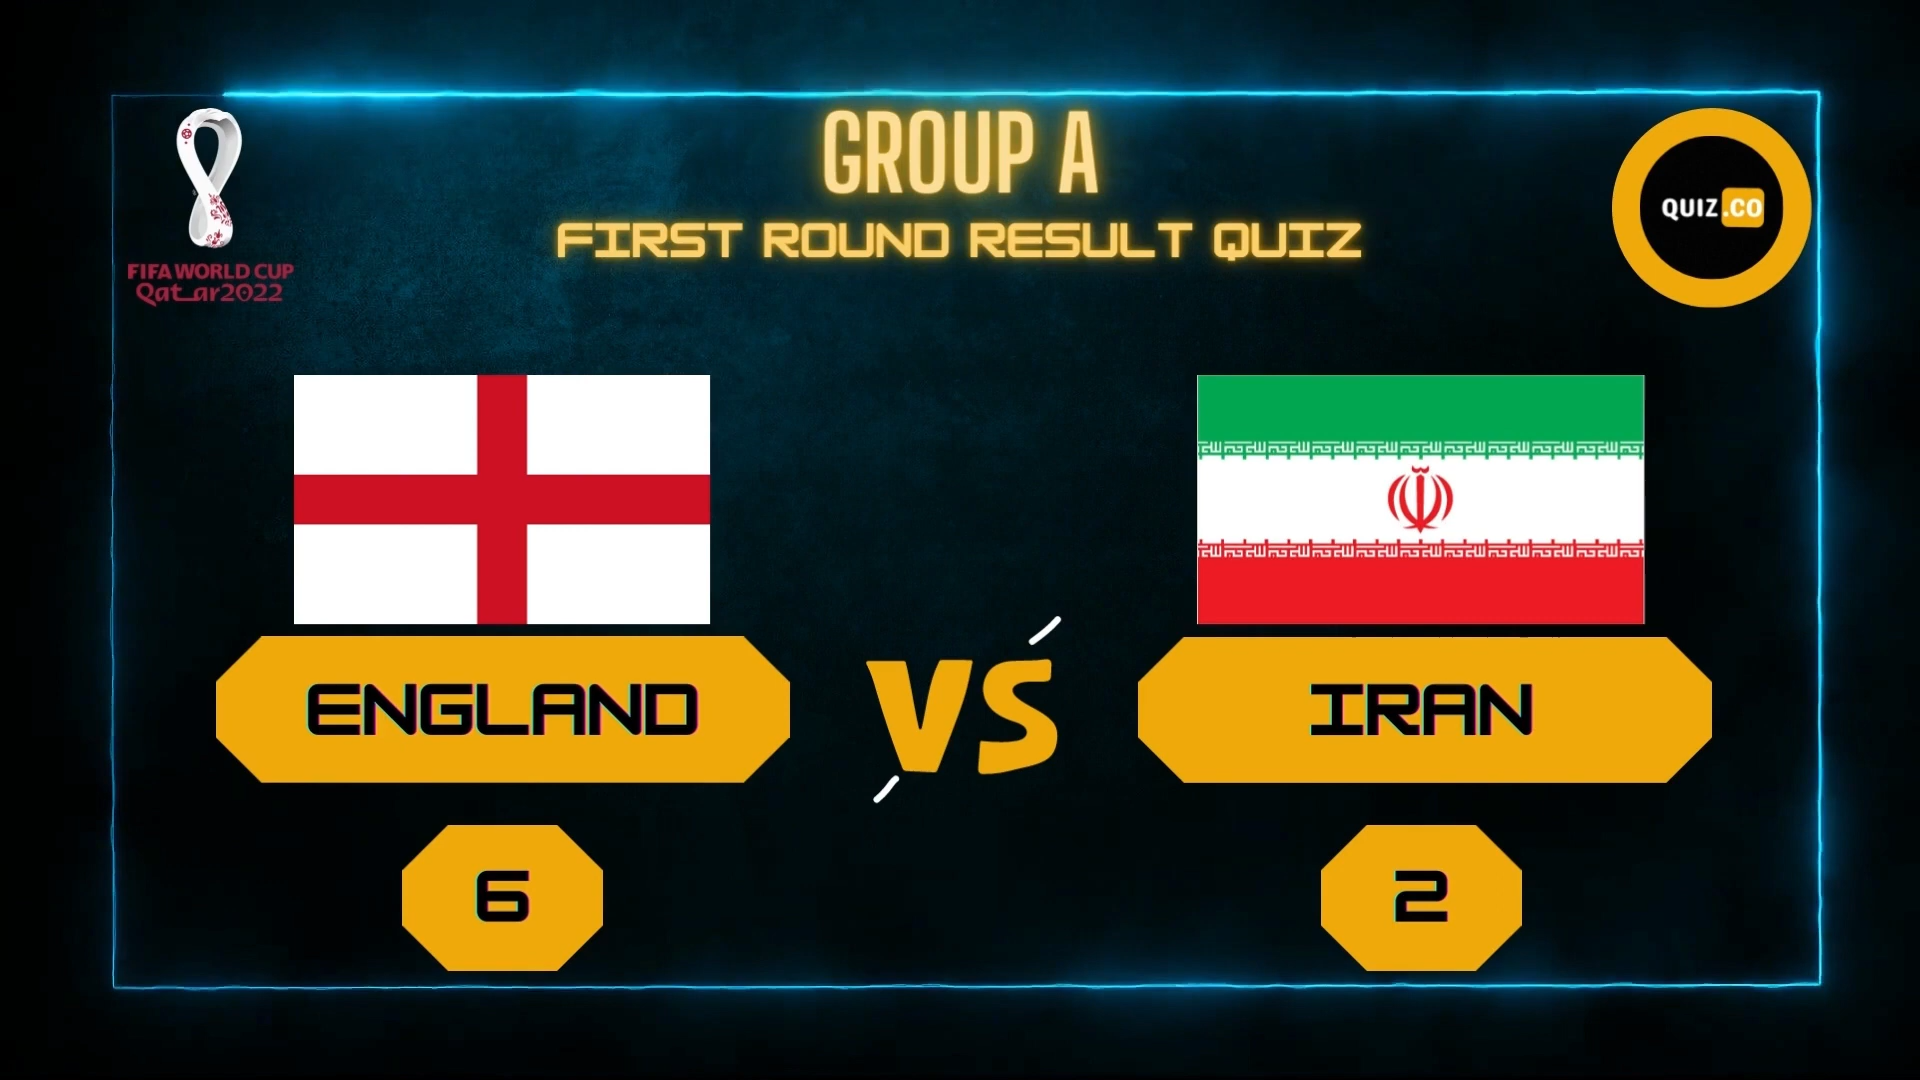 GROUP A
FIRST ROUND RESULT QUIZ
FIFA WORLD CUP
Qatar2022
QUIZ.CO
ENGLAND
VS
IRAN
6
2